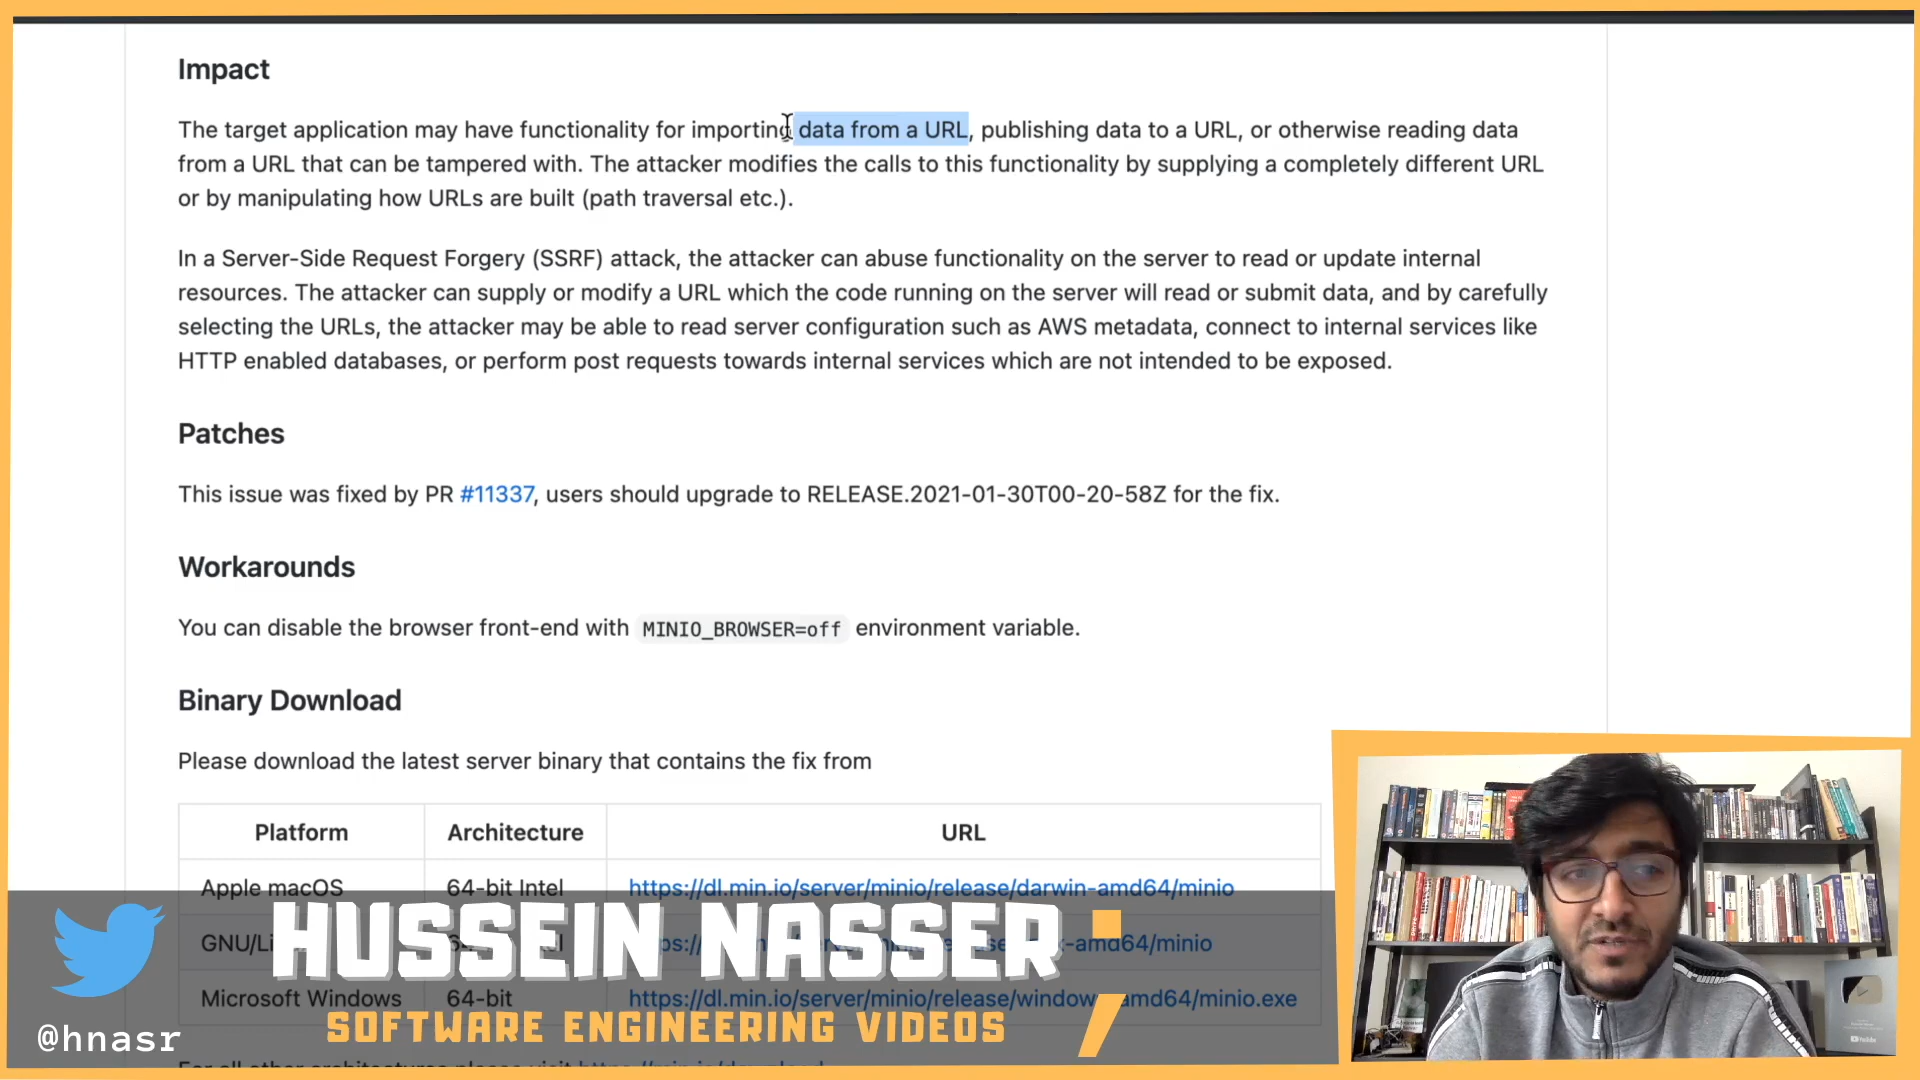 Impact
The target application may have functionality for importing data from a URL, publishing data to a URL, or otherwise reading data
from a URL that can be tampered with. The attacker modifies the calls to this functionality by supplying a completely different URL
or by manipulating how URLs are built (path traversal etc.).
In a Server-Side Request Forgery (SSRF) attack, the attacker can abuse functionality on the server to read or update internal
resources. The attacker can supply or modify a URL which the code running on the server will read or submit data, and by carefully
selecting the URLs, the attacker may be able to read server configuration such as AWS metadata, connect to internal services like
HTTP enabled databases, or perform post requests towards internal services which are not intended to be exposed.
Patches
This issue was fixed by PR #11337, users should upgrade to RELEASE.2021-01-30T00-20-58Z for the fix.
Workarounds
You can disable the browser front-end with MINIO_BROWSER=off environment variable.
Binary Download
Please download the latest server binary that contains the fix from
Platform Architecture URL
Apple macOS 64-bit Intel https://dl.min.io/server/minio/release/darwin-amd64/minio
GNU/Li -amd64/minio
Microsoft Windows 64-bit https://dl.min.io/server/minio/release/window amd64/minio.exe
HUSSEIN NASSER ;
SOFTWARE ENGINEERING VIDEOS
@hnasr